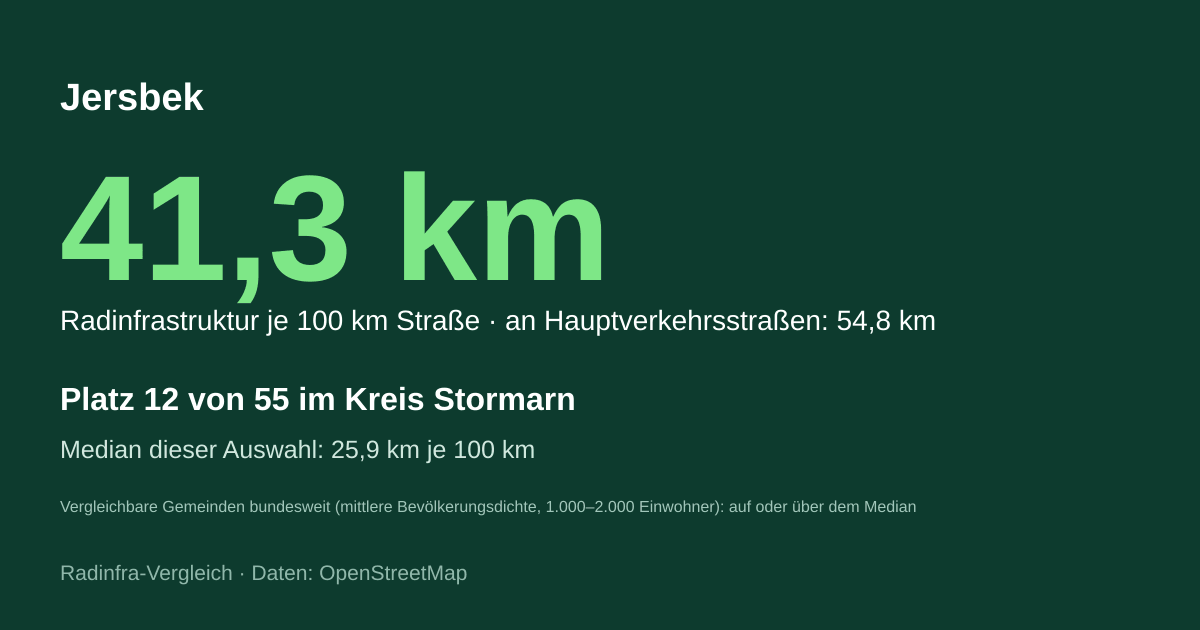 Jersbek
41,3 km
Radinfrastruktur je 100 km Straße · an Hauptverkehrsstraßen: 54,8 km
Platz 12 von 55 im Kreis Stormarn
Median dieser Auswahl: 25,9 km je 100 km
Vergleichbare Gemeinden bundesweit (mittlere Bevölkerungsdichte, 1.000–2.000 Einwohner): auf oder über dem Median
Radinfra-Vergleich · Daten: OpenStreetMap